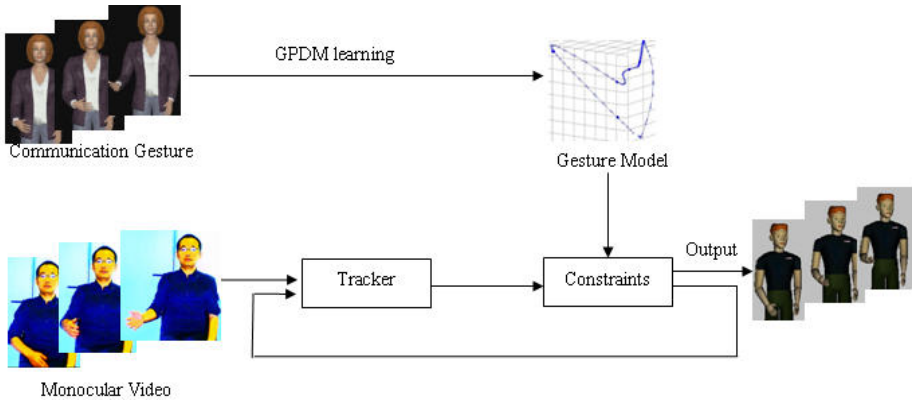 GPDM learning
Communication Gesture
Gesture Model
Output
Tracker
Constraints
Monocular Video